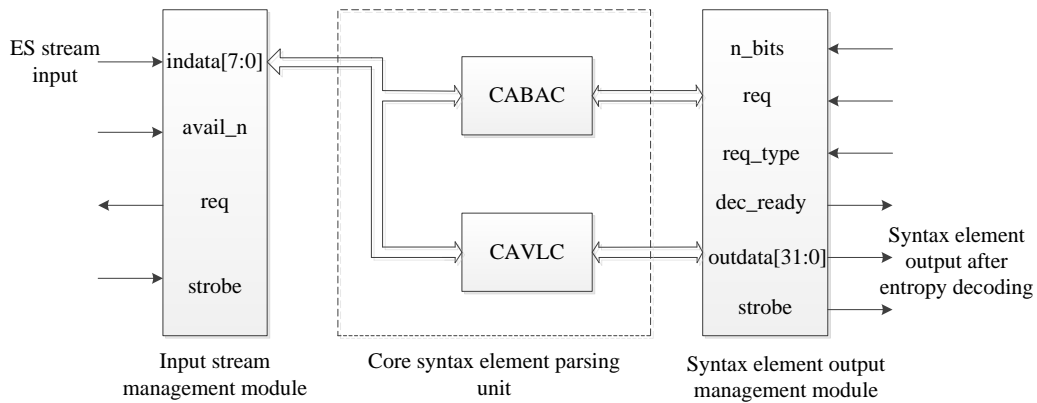 ES stream
input
indata[7:0]
avail_n
req
strobe
Input stream
management module
CABAC
CAVLC
Core syntax element parsing
unit
n_bits
req
req_type
dec_ready
outdata[31:0]
strobe
Syntax element output
management module
Syntax element
output after
entropy decoding